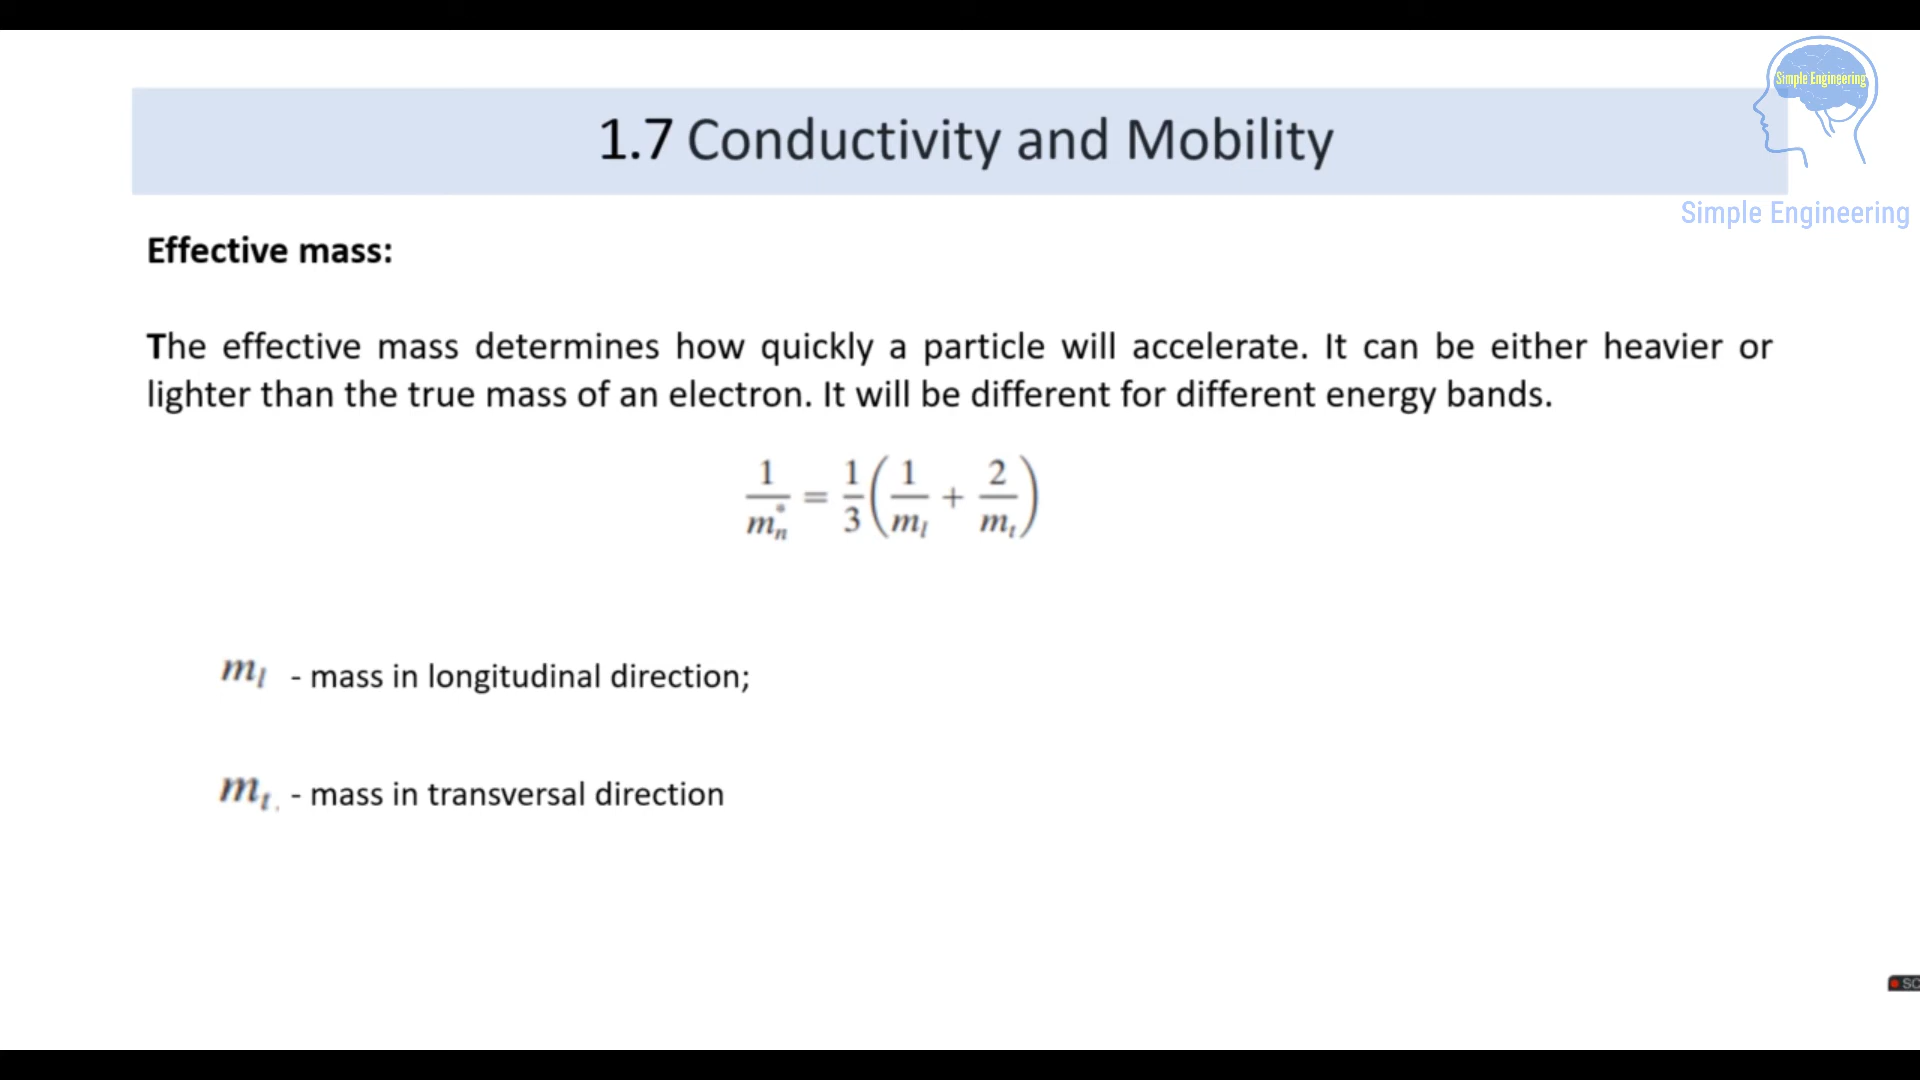 Simple Engineering
1.7 Conductivity and Mobility
Simple Engineering
Effective mass:
The effective mass determines how quickly a particle will accelerate. It can be either heavier or
lighter than the true mass of an electron. It will be different for different energy bands.
1/mₙ* = 1/3 (1/mₗ + 2/mₜ)
mₗ - mass in longitudinal direction;
mₜ. - mass in transversal direction
SC